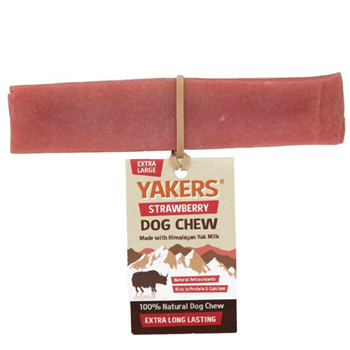 EXTRA
LARGE
YAKERS®
STRAWBERRY
DOG CHEW
Made with Himalayan Yak Milk
Natural Antioxidants
Rich in Protein & Calcium
100% Natural Dog Chew
EXTRA LONG LASTING